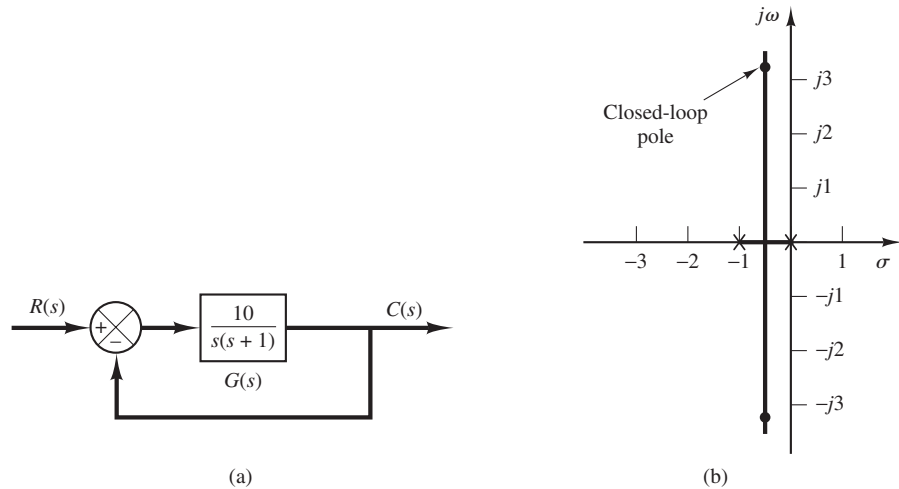 R(s)
+
−
10
s(s + 1)
G(s)
C(s)
(a)
jω
j3
j2
j1
Closed-loop
pole
−3 −2 −1 1 σ
−j1
−j2
−j3
(b)